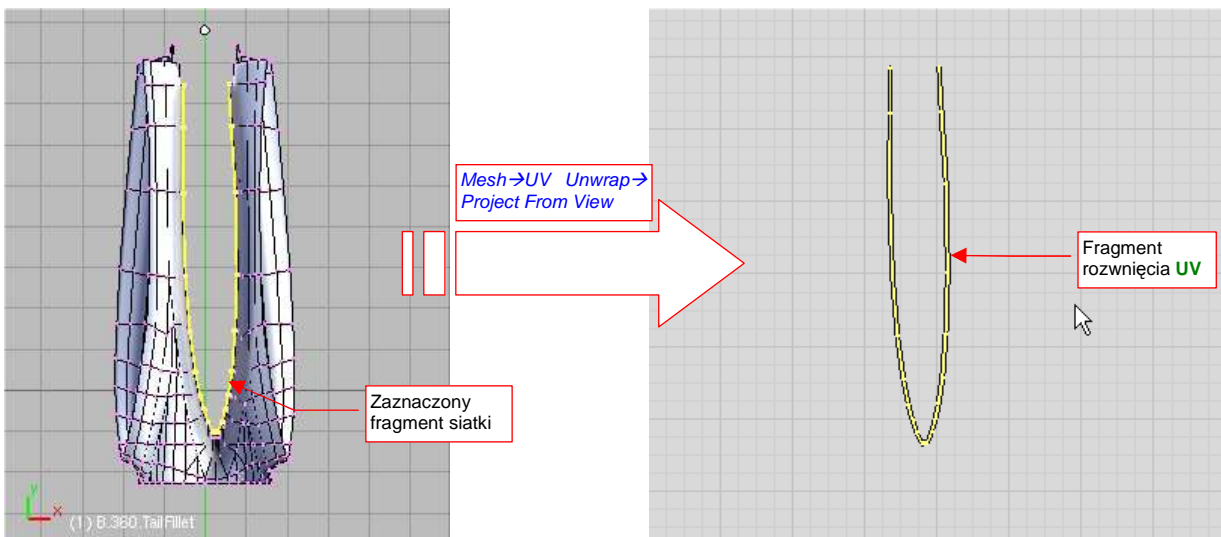 Mesh→UV Unwrap→
Project From View
Fragment
rozwnięcia UV
Zaznaczony
fragment siatki
y
x
(1) B.360.TailFillet